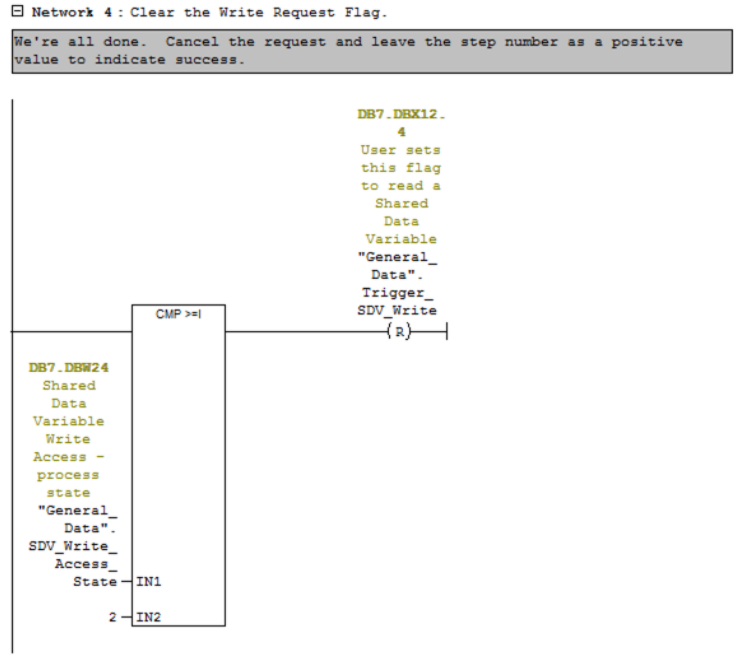 Network 4 : Clear the Write Request Flag.
We're all done.  Cancel the request and leave the step number as a positive
value to indicate success.
DB7.DBX12.
4
User sets
this flag
to read a
Shared
Data
Variable
"General_
Data".
Trigger_
SDV_Write
CMP >=I
( R )
DB7.DBW24
Shared
Data
Variable
Write
Access -
process
state
"General_
Data".
SDV_Write_
Access_
State IN1
2 IN2